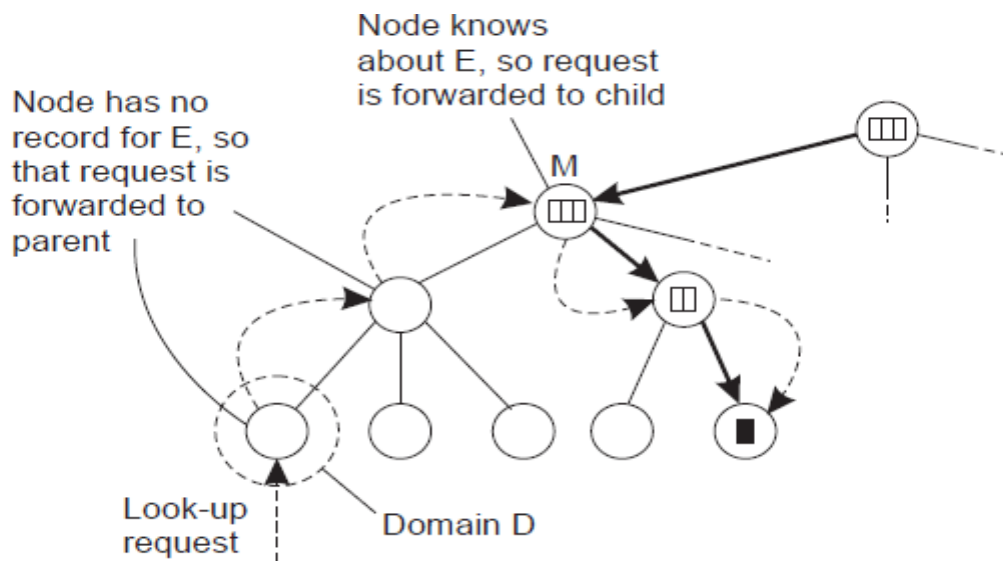 Node knows
about E, so request
is forwarded to child
Node has no
record for E, so
that request is
forwarded to
parent
M
Look-up
request
Domain D